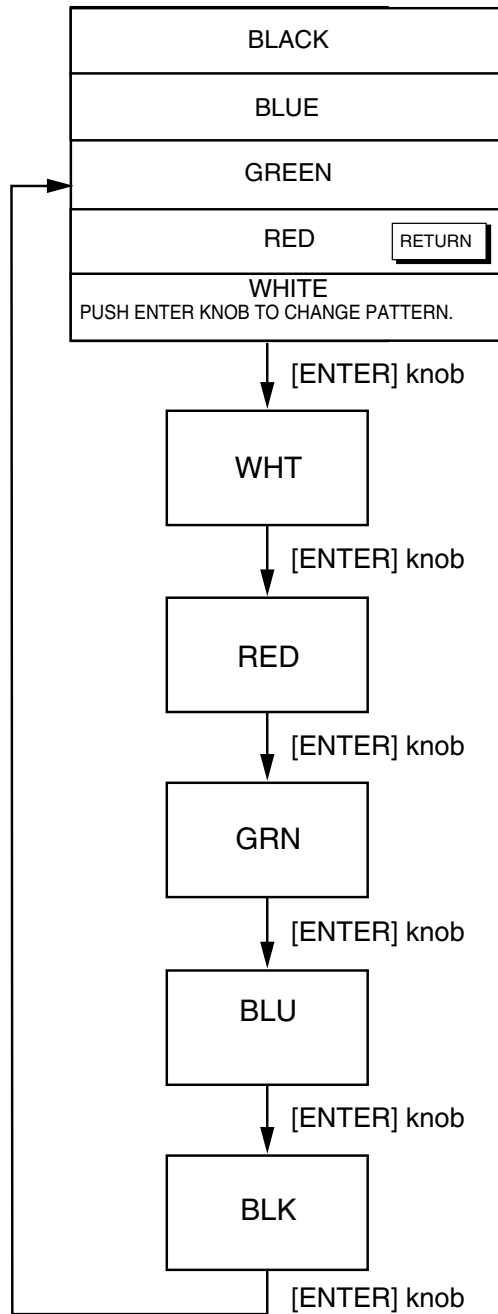 BLACK
BLUE
GREEN
RED
RETURN
WHITE
PUSH ENTER KNOB TO CHANGE PATTERN.
[ENTER] knob
WHT
[ENTER] knob
RED
[ENTER] knob
GRN
[ENTER] knob
BLU
[ENTER] knob
BLK
[ENTER] knob